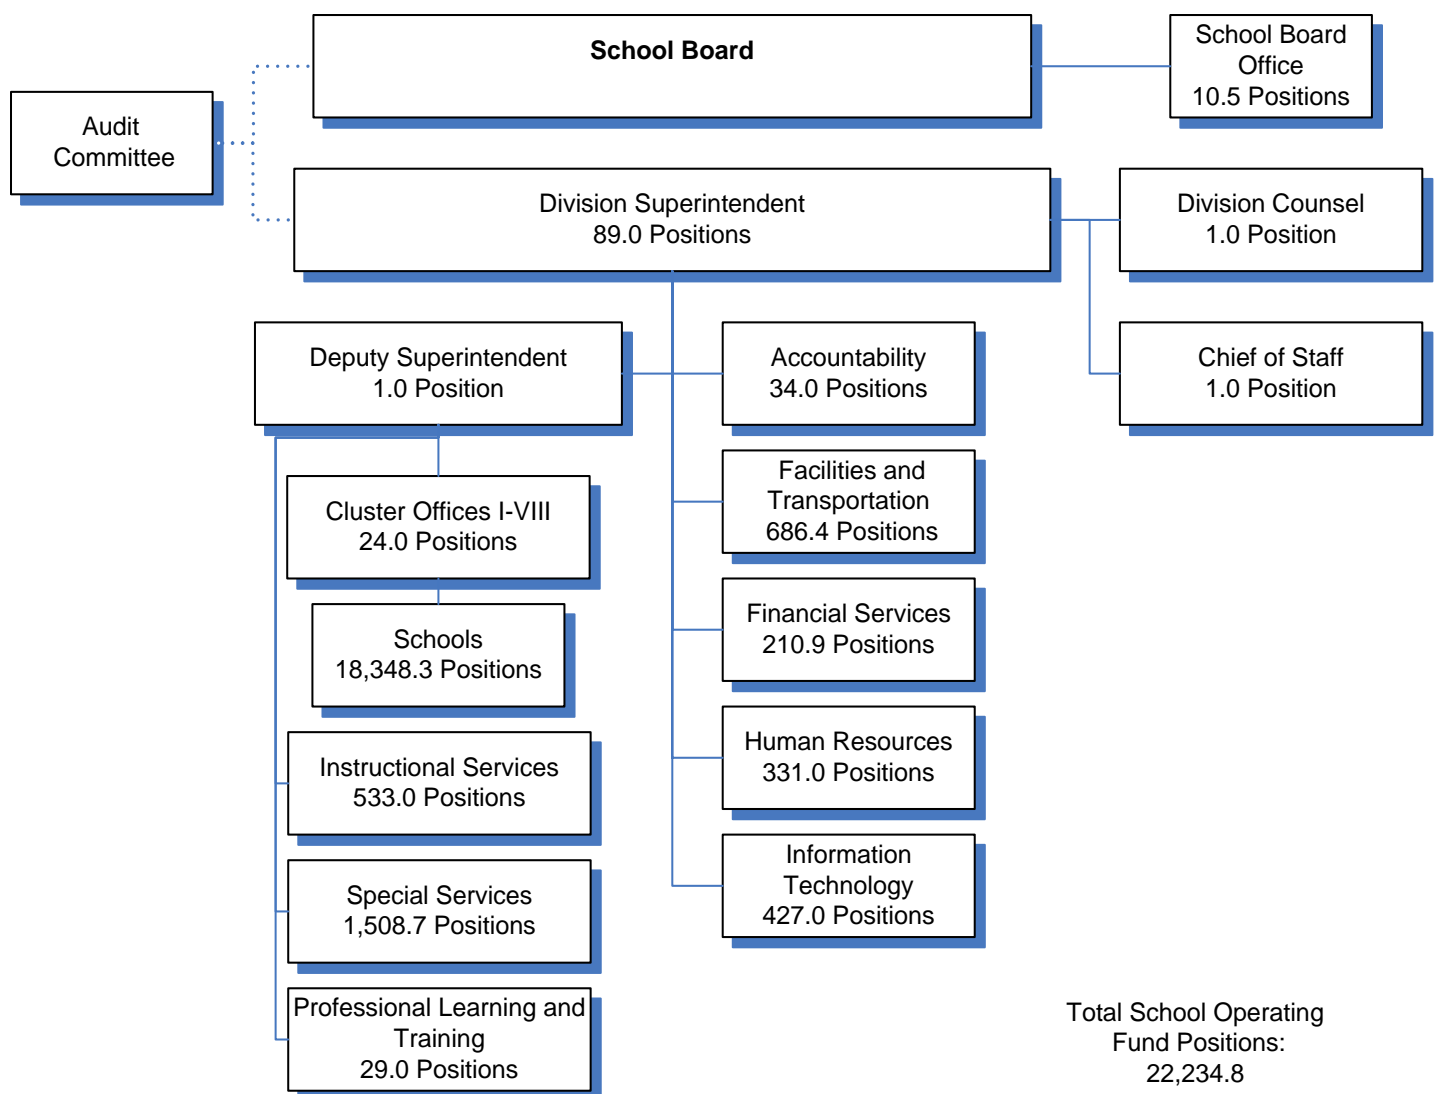 School Board
School Board
Office
10.5 Positions
Audit
Committee
Division Superintendent
89.0 Positions
Division Counsel
1.0 Position
Deputy Superintendent
1.0 Position
Accountability
34.0 Positions
Chief of Staff
1.0 Position
Cluster Offices I-VIII
24.0 Positions
Facilities and
Transportation
686.4 Positions
Schools
18,348.3 Positions
Financial Services
210.9 Positions
Instructional Services
533.0 Positions
Human Resources
331.0 Positions
Special Services
1,508.7 Positions
Information
Technology
427.0 Positions
Professional Learning and
Training
29.0 Positions
Total School Operating
Fund Positions:
22,234.8